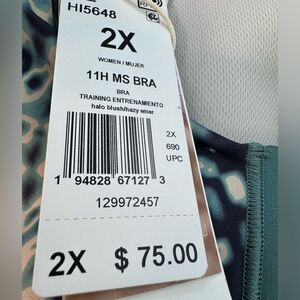 HI5648
2X
WOMEN / MUJER
11H MS BRA
BRA
TRAINING ENTRENAMIENTO
halo blush/hazy emer
2X
690
UPC
1 94828 67127 3
129972457
2X $ 75.00